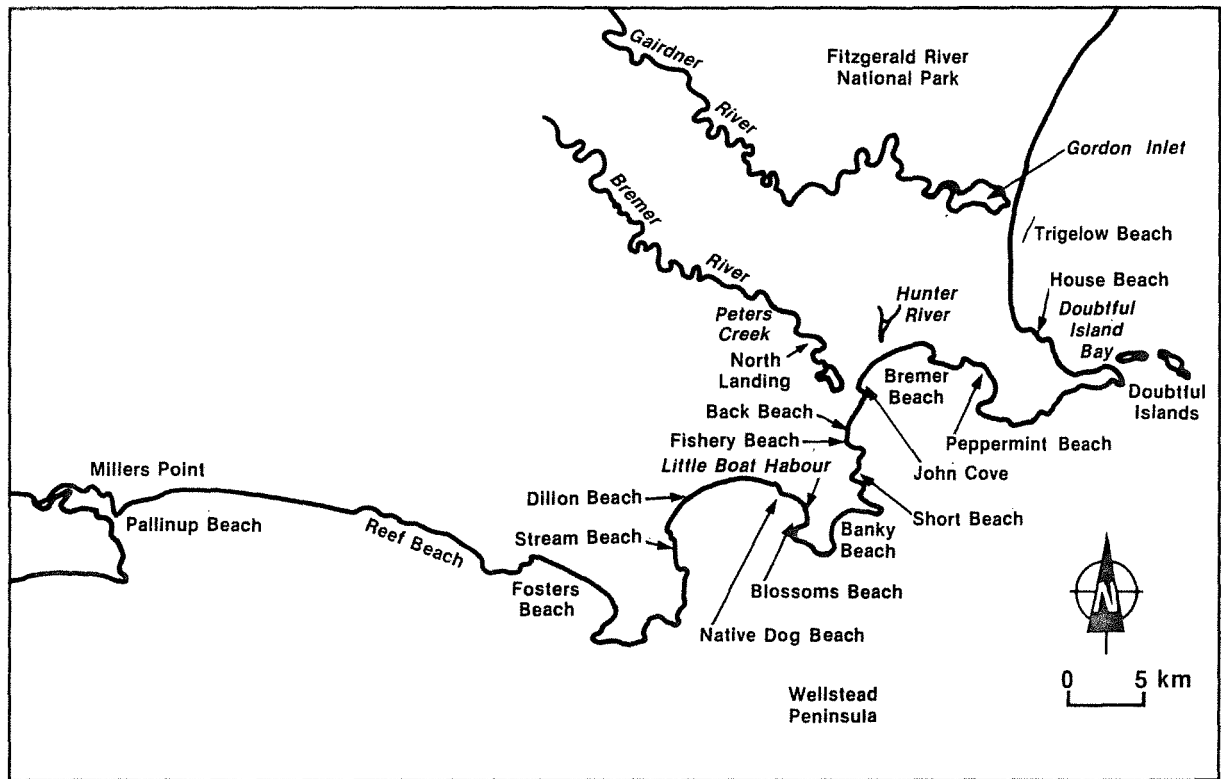 Gairdner
River
Fitzgerald River
National Park
Gordon Inlet
Bremer
River
Trigelow Beach
House Beach
Hunter
River
Doubtful
Island
Bay
Peters
Creek
North
Landing
Bremer
Beach
Doubtful
Islands
Back Beach
Fishery Beach
Peppermint Beach
Little Boat Habour
John Cove
Millers Point
Dillon Beach
Pallinup Beach
Short Beach
Reef Beach
Stream Beach
Banky
Beach
Fosters
Beach
Blossoms Beach
Native Dog Beach
N
0 5 km
Wellstead
Peninsula